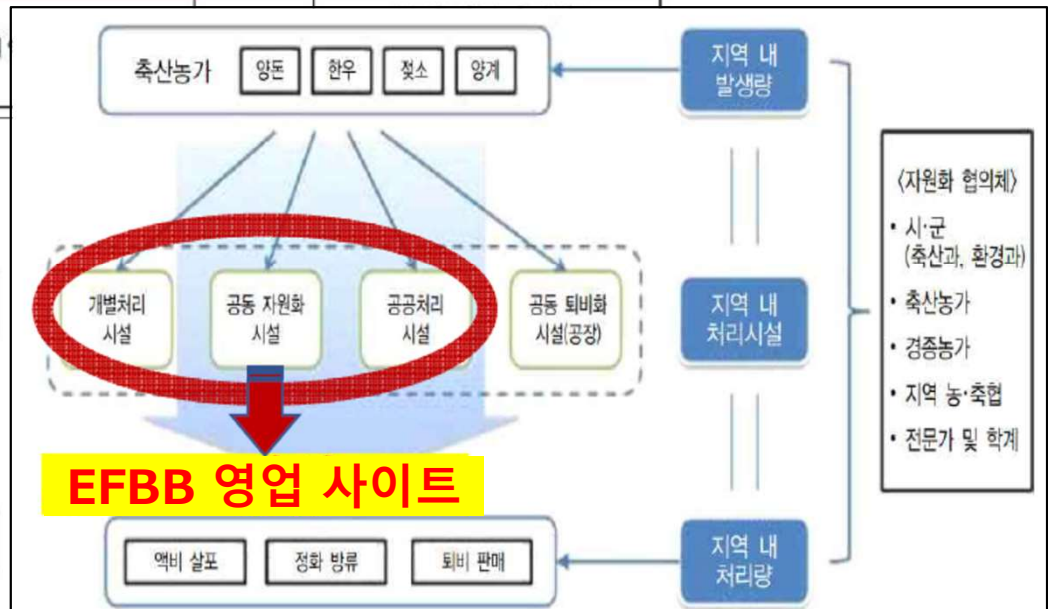 축산농가
양돈
한우
젖소
양계
지역 내
발생량
개별처리
시설
공동 자원화
시설
공공처리
시설
공동 퇴비화
시설(공장)
지역 내
처리시설
EFBB 영업 사이트
액비 살포
정화 방류
퇴비 판매
지역 내
처리량
〈자원화 협의체〉
• 시·군
(축산과, 환경과)
• 축산농가
• 경종농가
• 지역 농·축협
• 전문가 및 학계